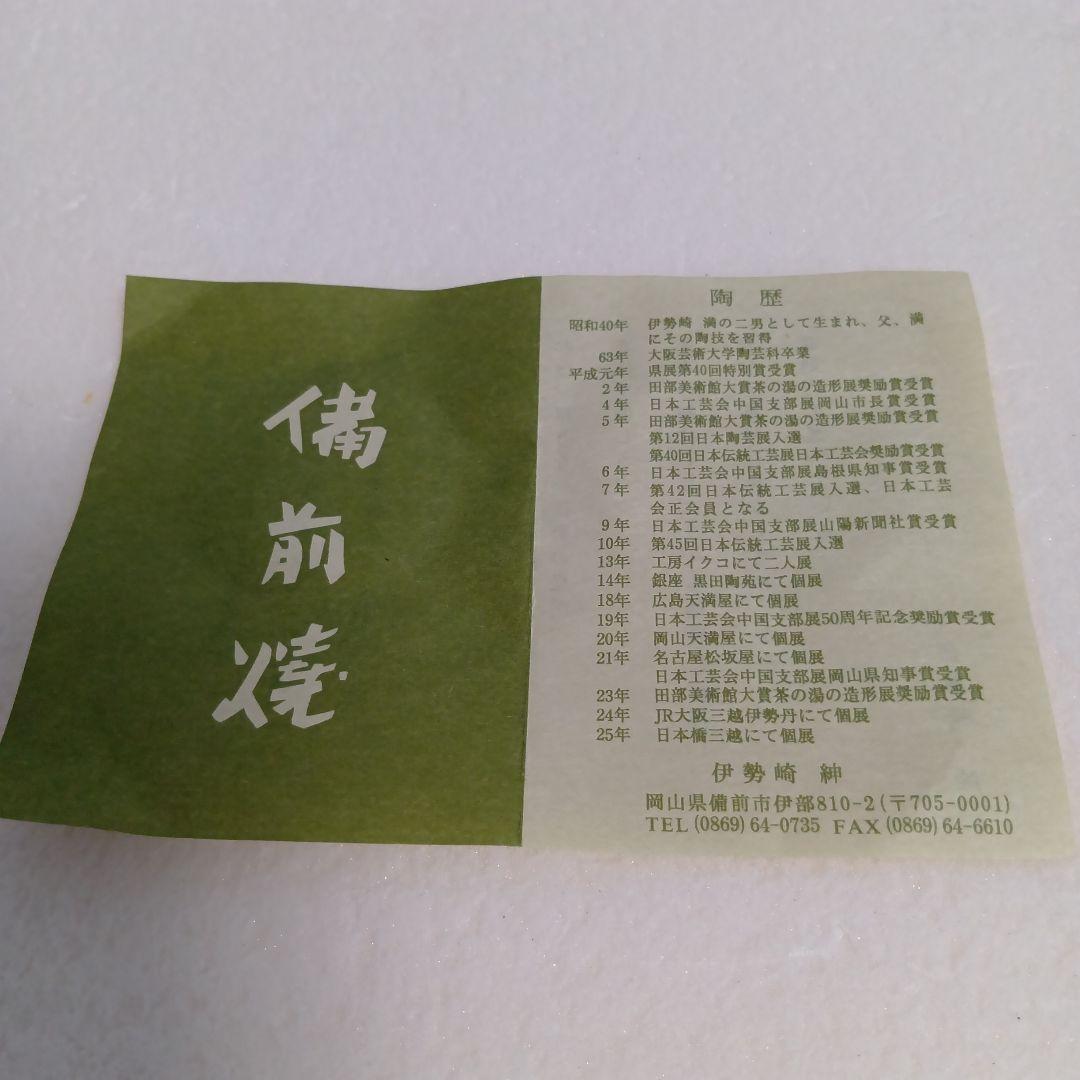 備前焼
陶歴
昭和40年 伊勢崎 満の二男として生まれ、父、満
にその陶技を習得
63年 大阪芸術大学陶芸科卒業
平成元年 県展第40回特別賞受賞
2年 田部美術館大賞茶の湯の造形展奨励賞受賞
4年 日本工芸会中国支部展岡山市長賞受賞
5年 田部美術館大賞茶の湯の造形展奨励賞受賞
第12回日本陶芸展入選
第40回日本伝統工芸展日本工芸会奨励賞受賞
6年 日本工芸会中国支部展島根県知事賞受賞
7年 第42回日本伝統工芸展入選、日本工芸
会正会員となる
9年 日本工芸会中国支部展山陽新聞社賞受賞
10年 第45回日本伝統工芸展入選
13年 工房イクコにて二人展
14年 銀座 黒田陶苑にて個展
18年 広島天満屋にて個展
19年 日本工芸会中国支部展50周年記念奨励賞受賞
20年 岡山天満屋にて個展
21年 名古屋松坂屋にて個展
日本工芸会中国支部展岡山県知事賞受賞
23年 田部美術館大賞茶の湯の造形展奨励賞受賞
24年 JR大阪三越伊勢丹にて個展
25年 日本橋三越にて個展
伊勢崎 紳
岡山県備前市伊部810-2(〒705-0001)
TEL(0869)64-0735 FAX(0869)64-6610